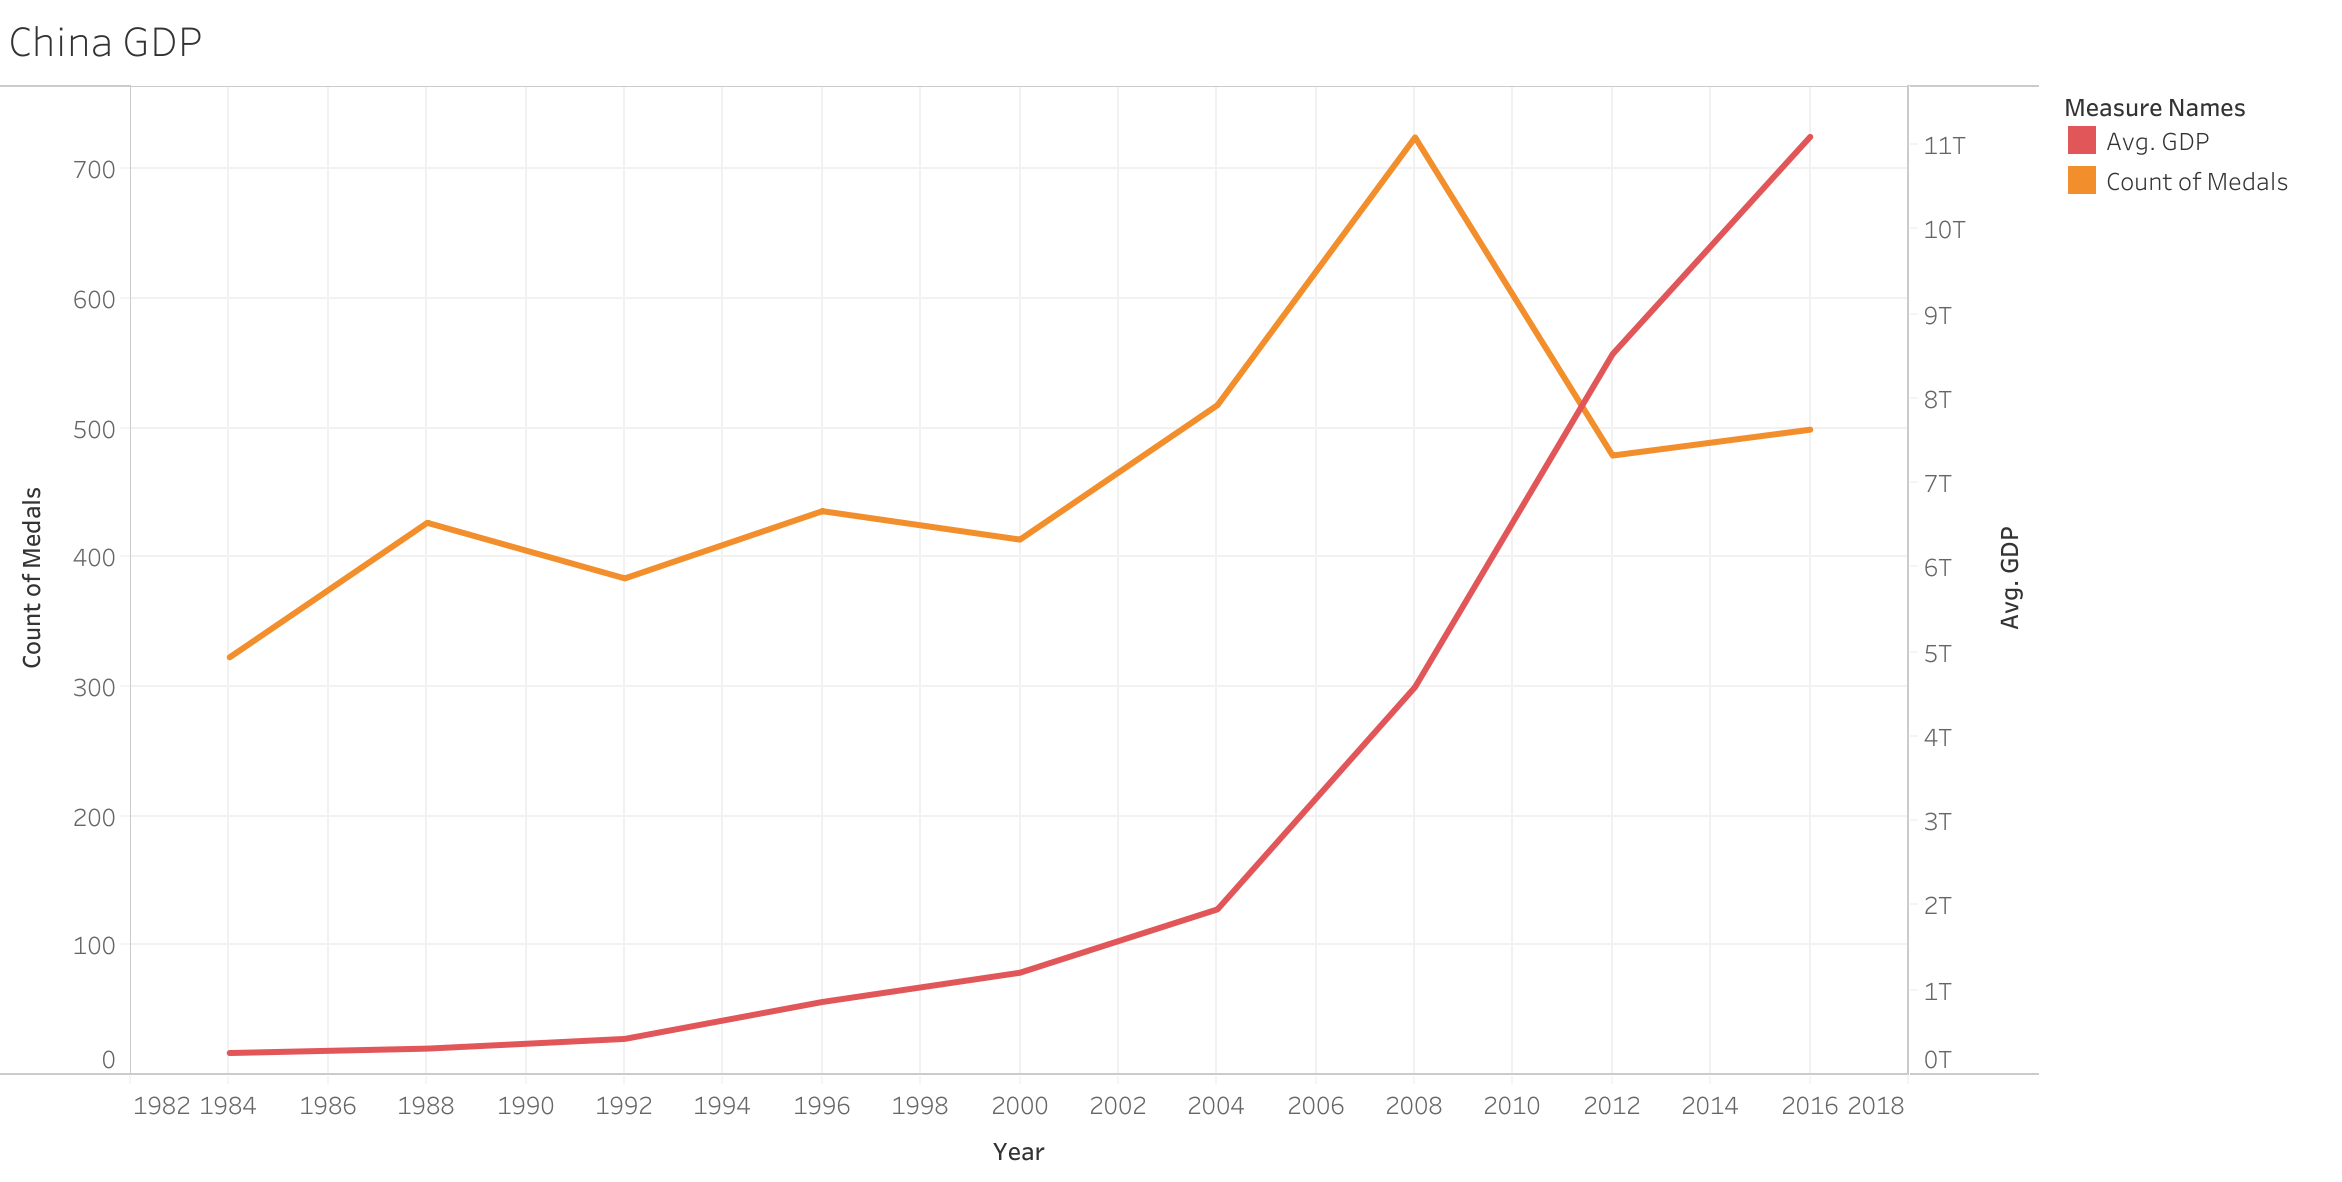 China GDP
Measure Names
Avg. GDP
Count of Medals
Count of Medals
700
600
500
400
300
200
100
0
11T
10T
9T
8T
7T
6T
5T
4T
3T
2T
1T
0T
Avg. GDP
1982 1984 1986 1988 1990 1992 1994 1996 1998 2000 2002 2004 2006 2008 2010 2012 2014 2016 2018
Year